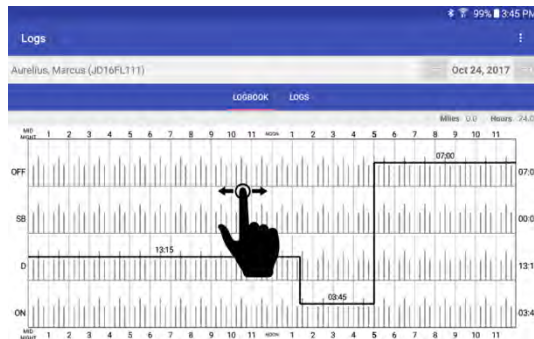 99% 3:45 PM
Logs
Aurelius, Marcus (JD16FL111) Oct 24, 2017
LOGBOOK LOGS
Miles 0.0 Hours 24.0
MID NIGHT 1 2 3 4 5 6 7 8 9 10 11 NOON 1 2 3 4 5 6 7 8 9 10 11
07:00
OFF 07:0
SB 00:0
13:15
D 13:1
03:45
ON 03:4
MID NIGHT 1 2 3 4 5 6 7 8 9 10 11 NOON 1 2 3 4 5 6 7 8 9 10 11